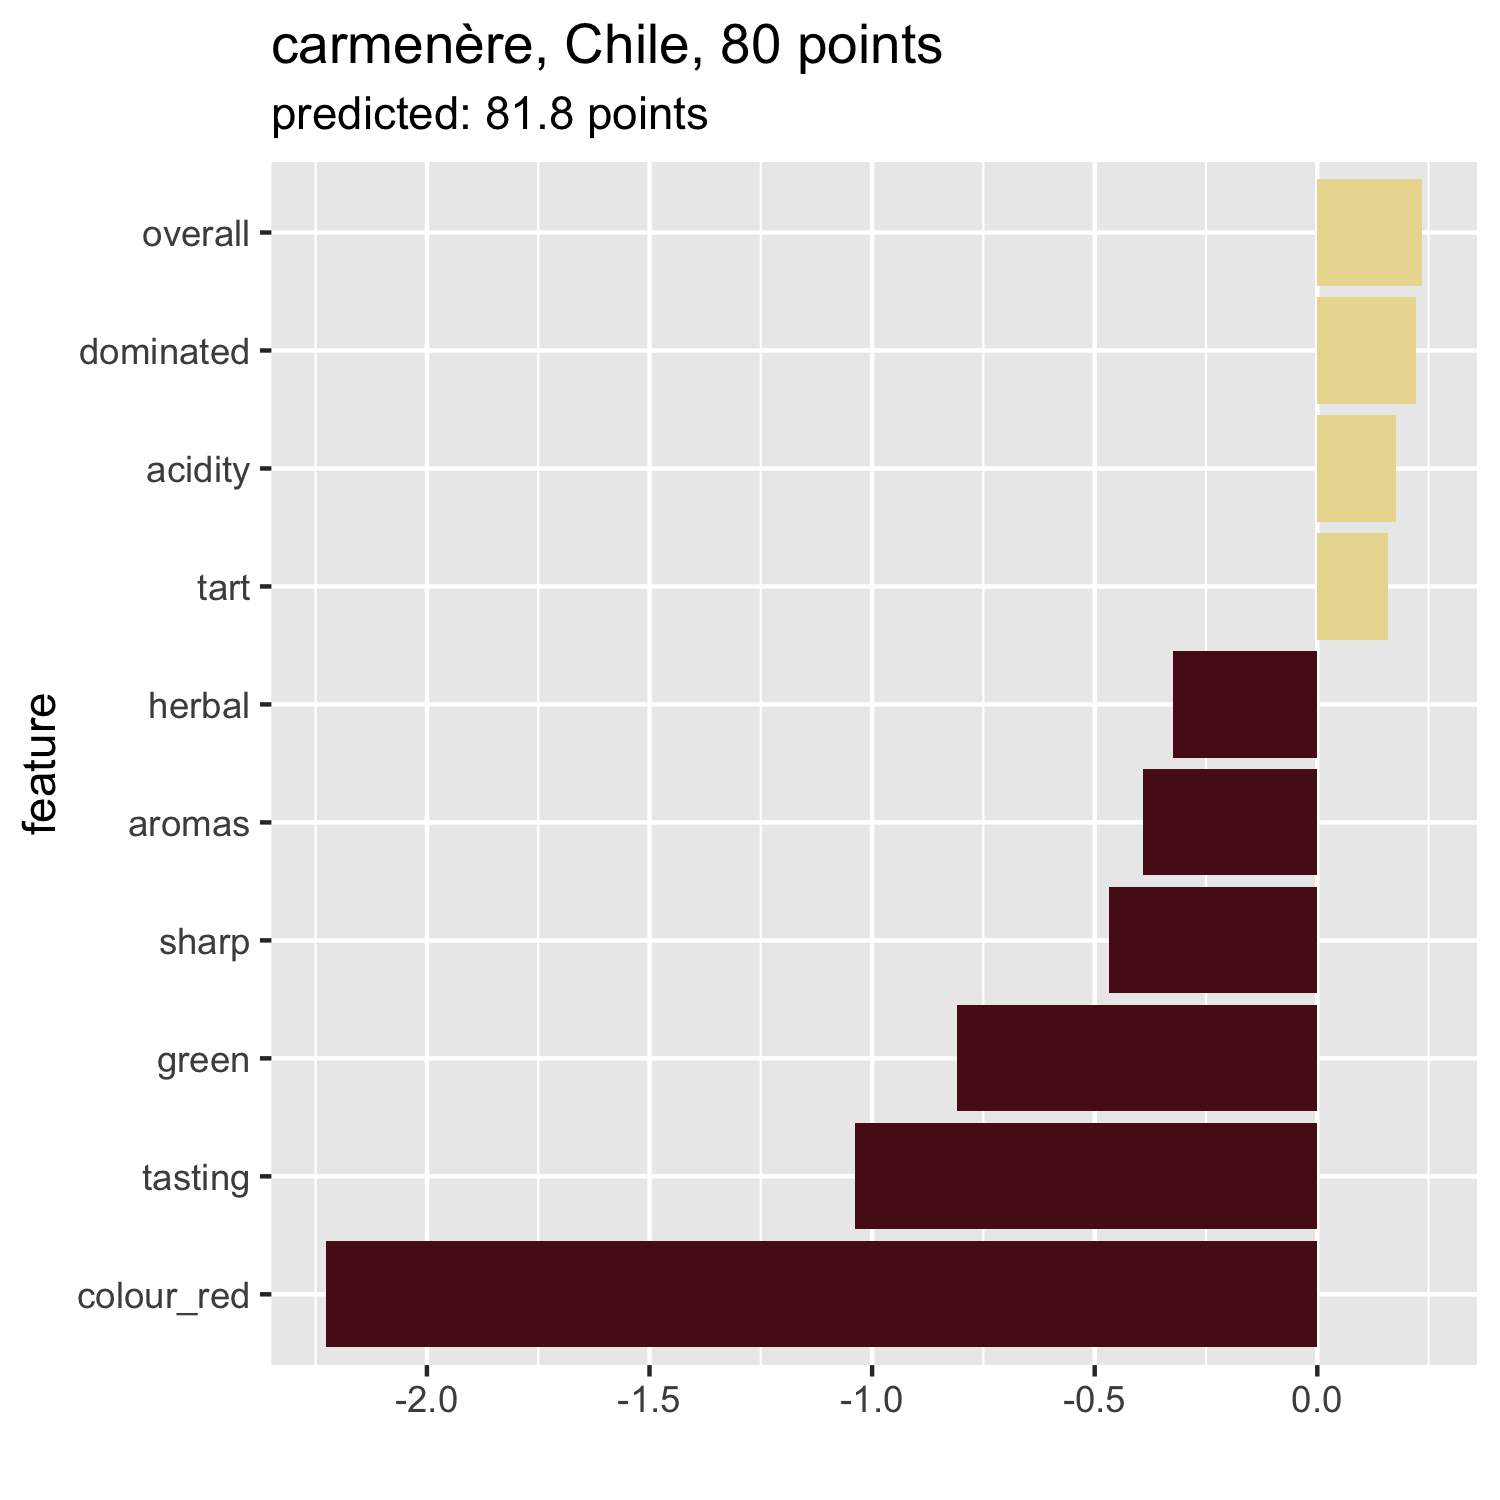 carmenère, Chile, 80 points
predicted: 81.8 points
feature
overall
dominated
acidity
tart
herbal
aromas
sharp
green
tasting
colour_red
-2.0 -1.5 -1.0 -0.5 0.0